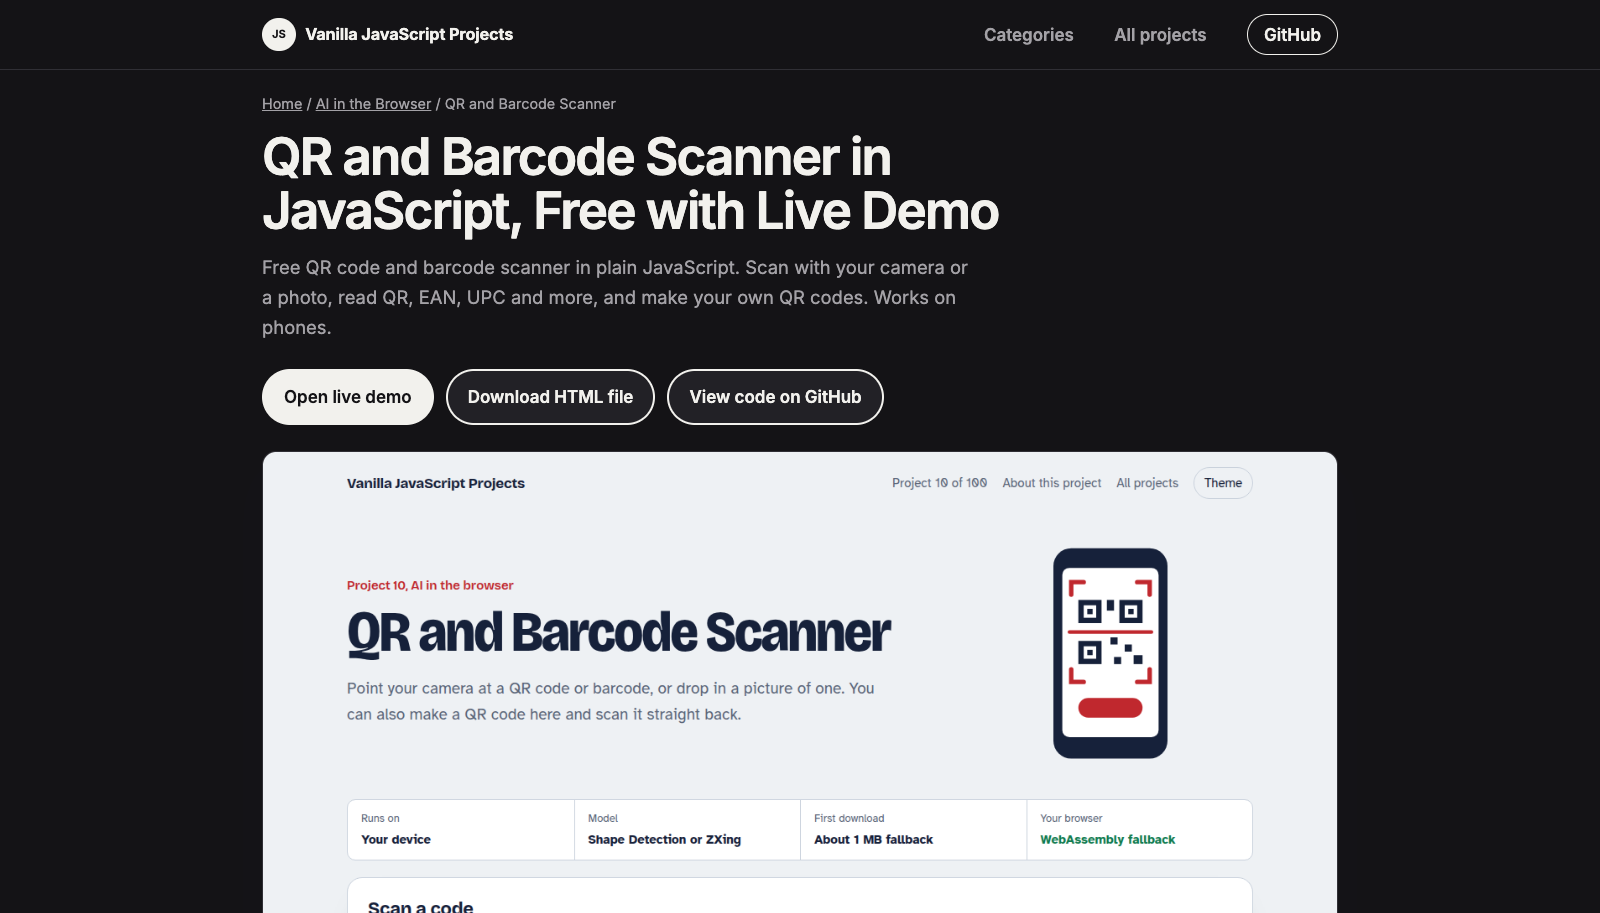 JS
Vanilla JavaScript Projects
Categories
All projects
GitHub
Home / AI in the Browser / QR and Barcode Scanner
QR and Barcode Scanner in
JavaScript, Free with Live Demo
Free QR code and barcode scanner in plain JavaScript. Scan with your camera or
a photo, read QR, EAN, UPC and more, and make your own QR codes. Works on
phones.
Open live demo
Download HTML file
View code on GitHub
Vanilla JavaScript Projects
Project 10 of 100
About this project
All projects
Theme
Project 10, AI in the browser
QR and Barcode Scanner
Point your camera at a QR code or barcode, or drop in a picture of one. You
can also make a QR code here and scan it straight back.
Runs on
Your device
Model
Shape Detection or ZXing
First download
About 1 MB fallback
Your browser
WebAssembly fallback
Scan a code